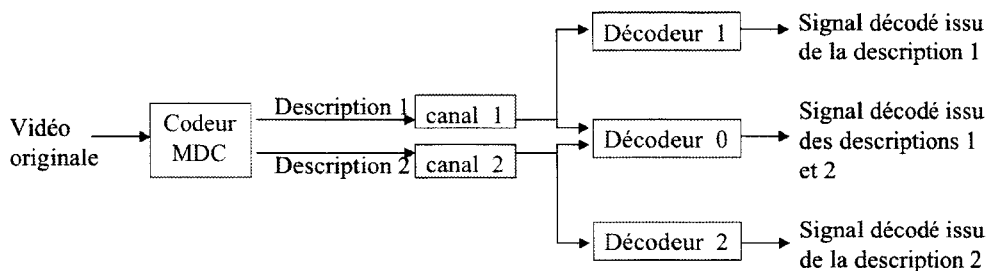 Vidéo
originale
Codeur
MDC
Description 1
Description 2
canal 1
canal 2
Décodeur 1
Décodeur 0
Décodeur 2
Signal décodé issu
de la description 1
Signal décodé issu
des descriptions 1
et 2
Signal décodé issu
de la description 2